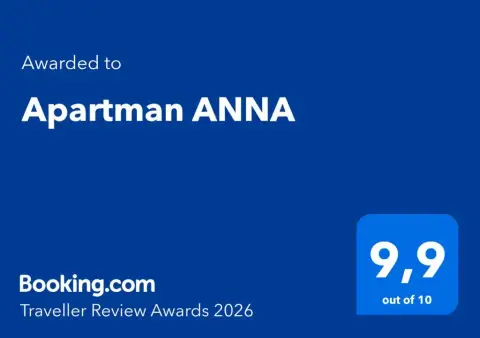 Awarded to
Apartman ANNA
9,9
out of 10
Booking.com
Traveller Review Awards 2026